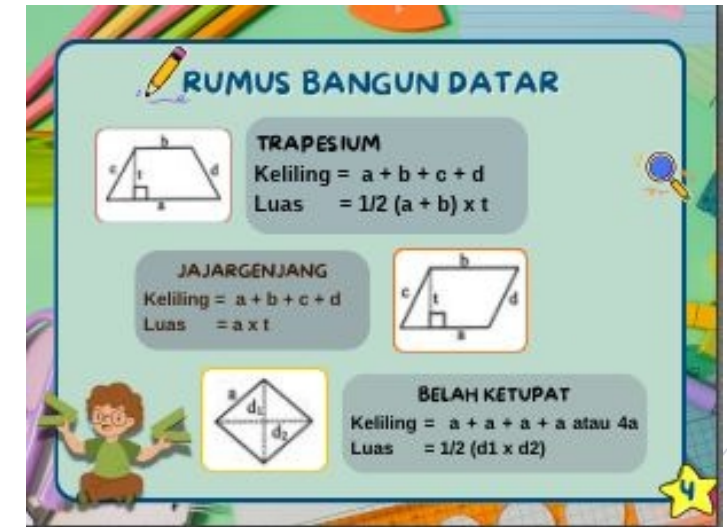 RUMUS BANGUN DATAR
b
c
t
d
a
TRAPESIUM
Keliling = a + b + c + d
Luas = 1/2 (a + b) x t
JAJARGENJANG
Keliling = a + b + c + d
Luas = a x t
b
c
t
d
a
a
d1
d2
BELAH KETUPAT
Keliling = a + a + a + a atau 4a
Luas = 1/2 (d1 x d2)
4